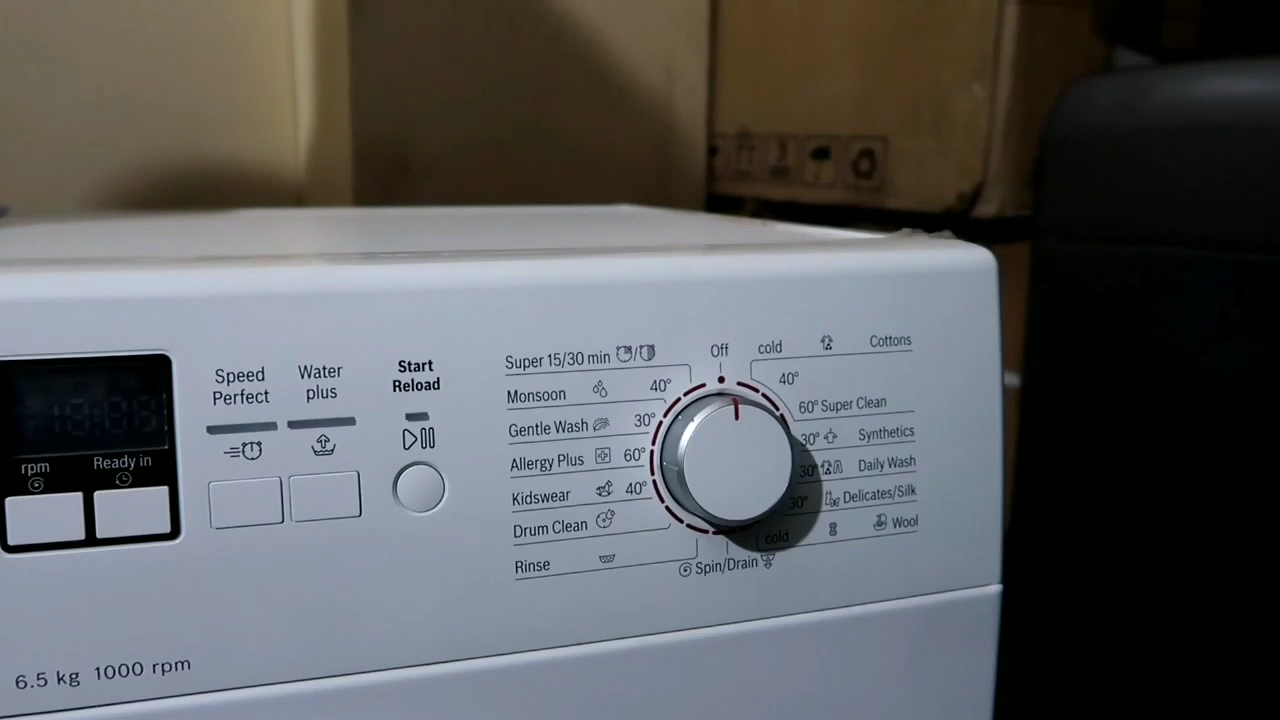 rpm
Ready in
Speed
Perfect
Water
plus
Start
Reload
Super 15/30 min
Monsoon 40°
Gentle Wash 30°
Allergy Plus 60°
Kidswear 40°
Drum Clean
Rinse
Off
cold Cottons
40°
60° Super Clean
30° Synthetics
30° Daily Wash
30° Delicates/Silk
cold Wool
Spin/Drain
6.5 kg 1000 rpm